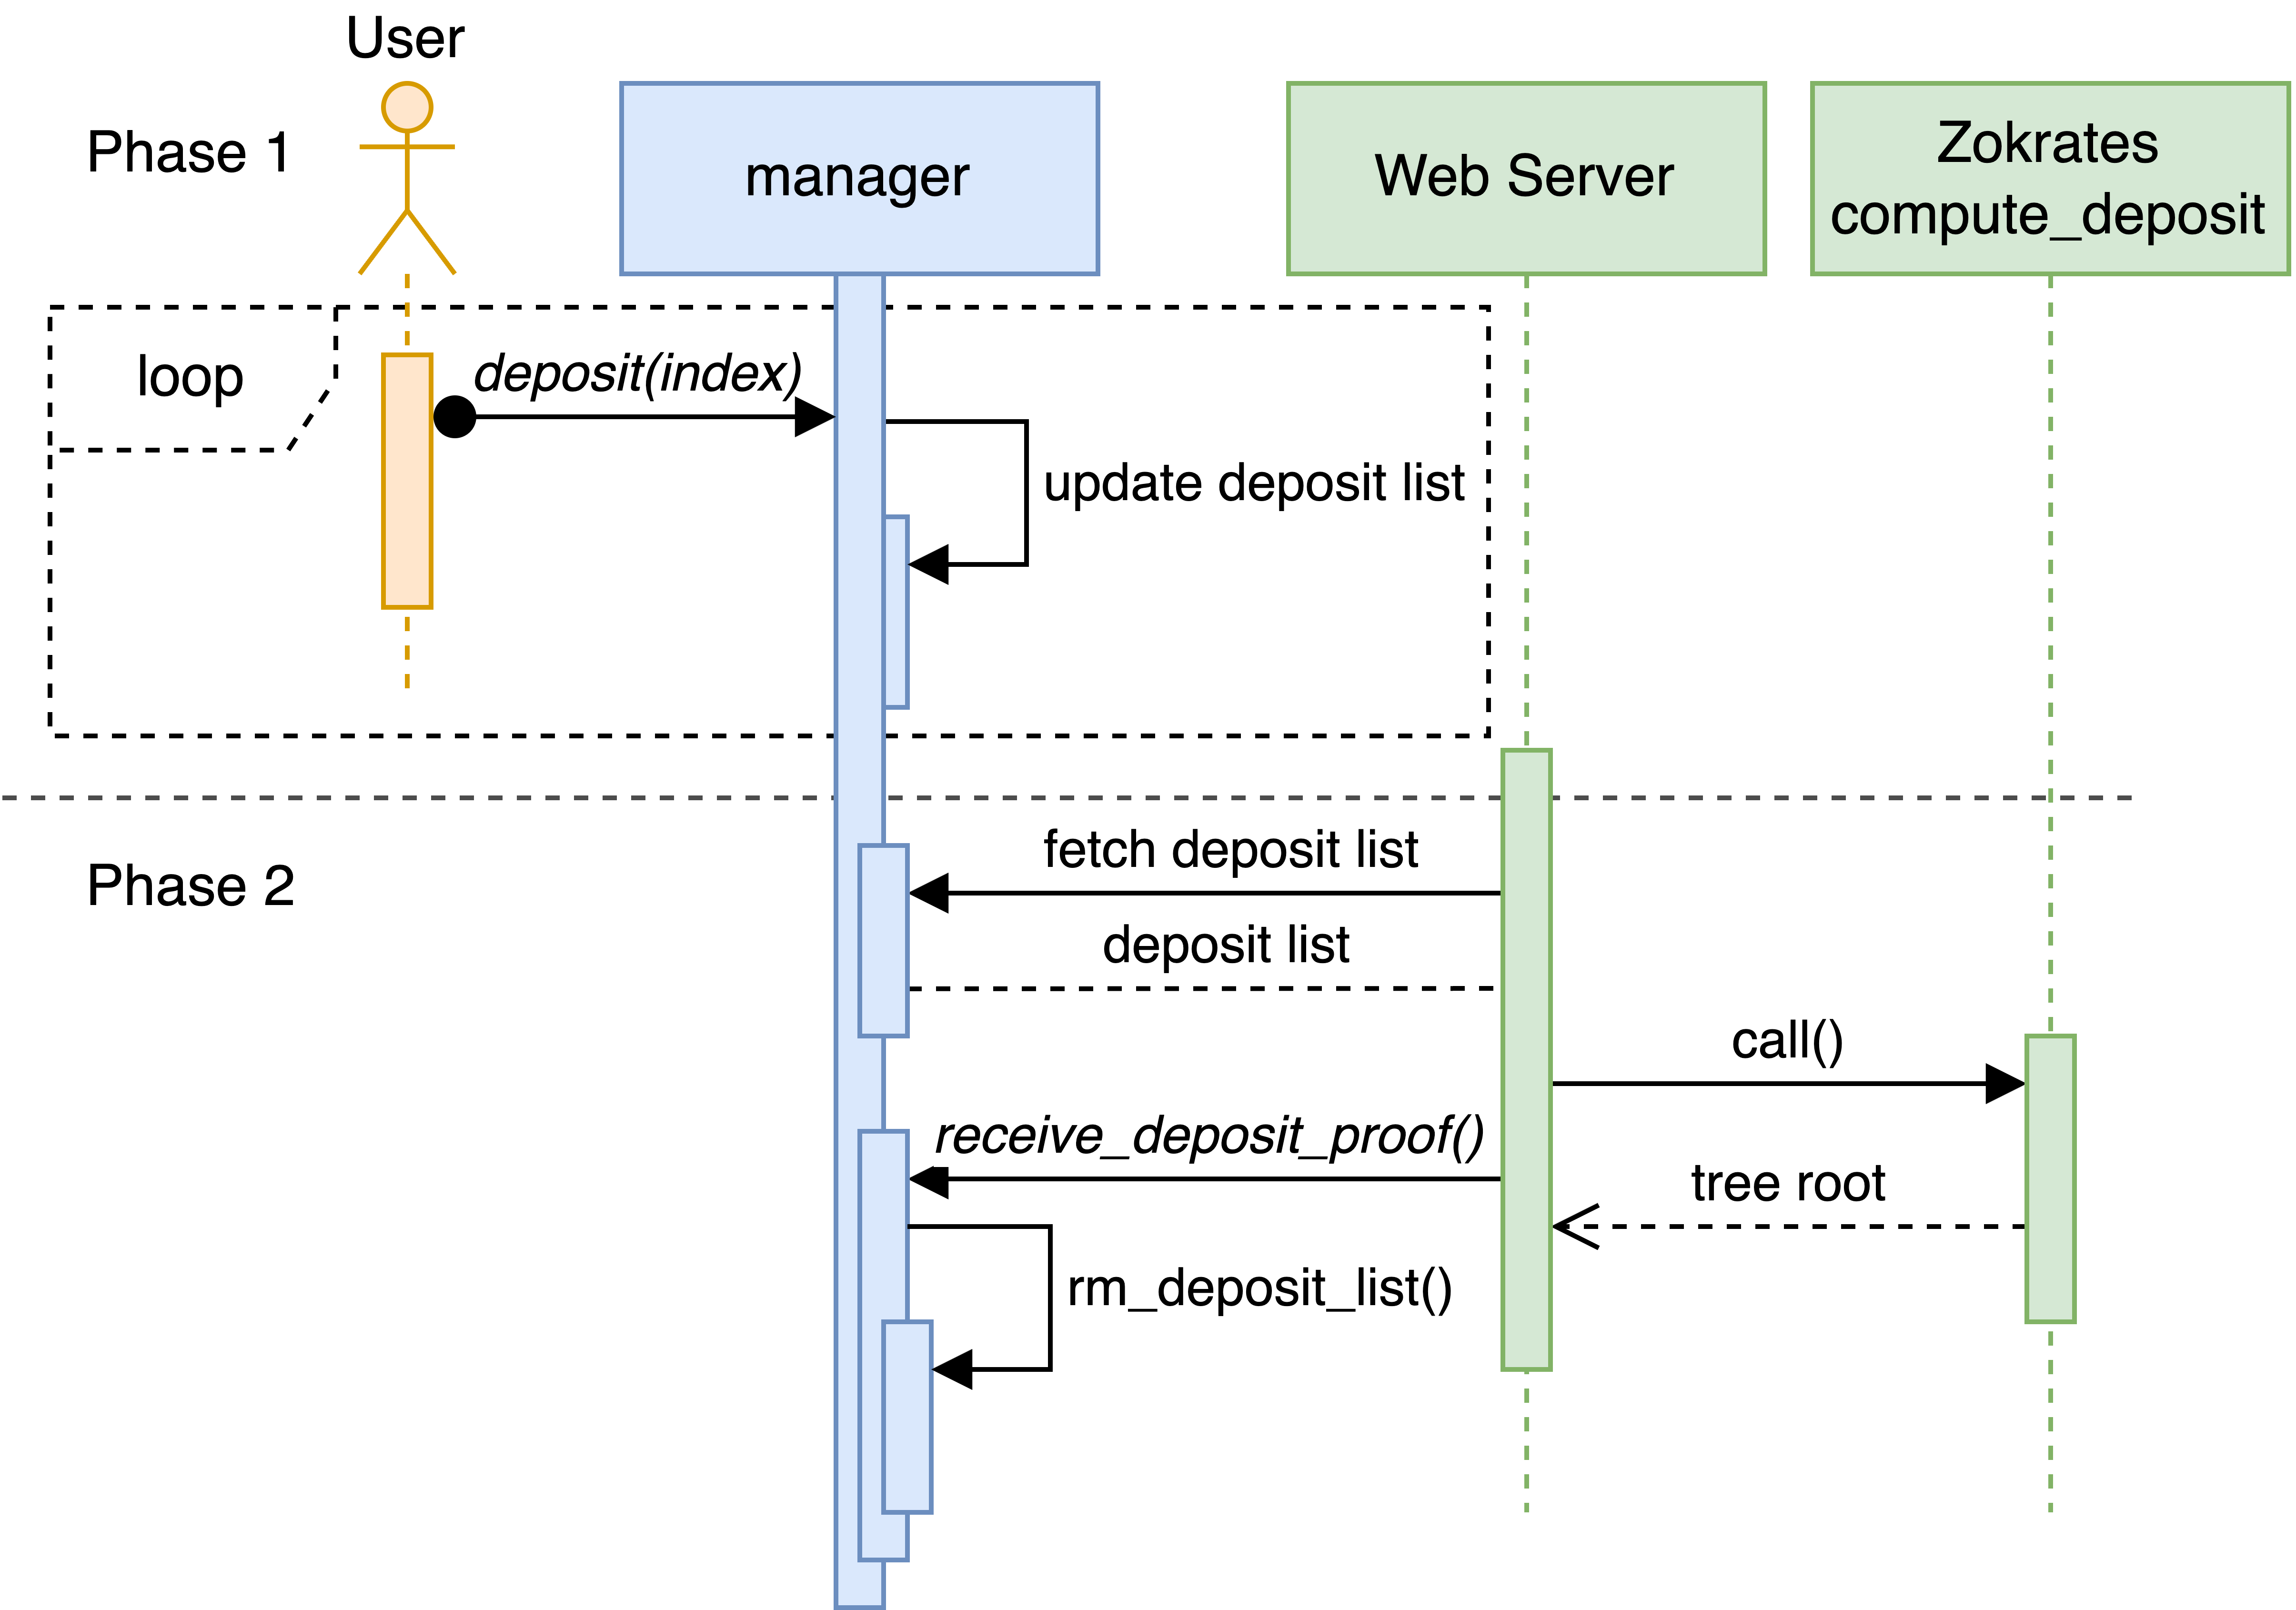 User
Phase 1
manager
Web Server
Zokrates
compute_deposit
loop
deposit(index)
update deposit list
Phase 2
fetch deposit list
deposit list
call()
receive_deposit_proof()
tree root
rm_deposit_list()